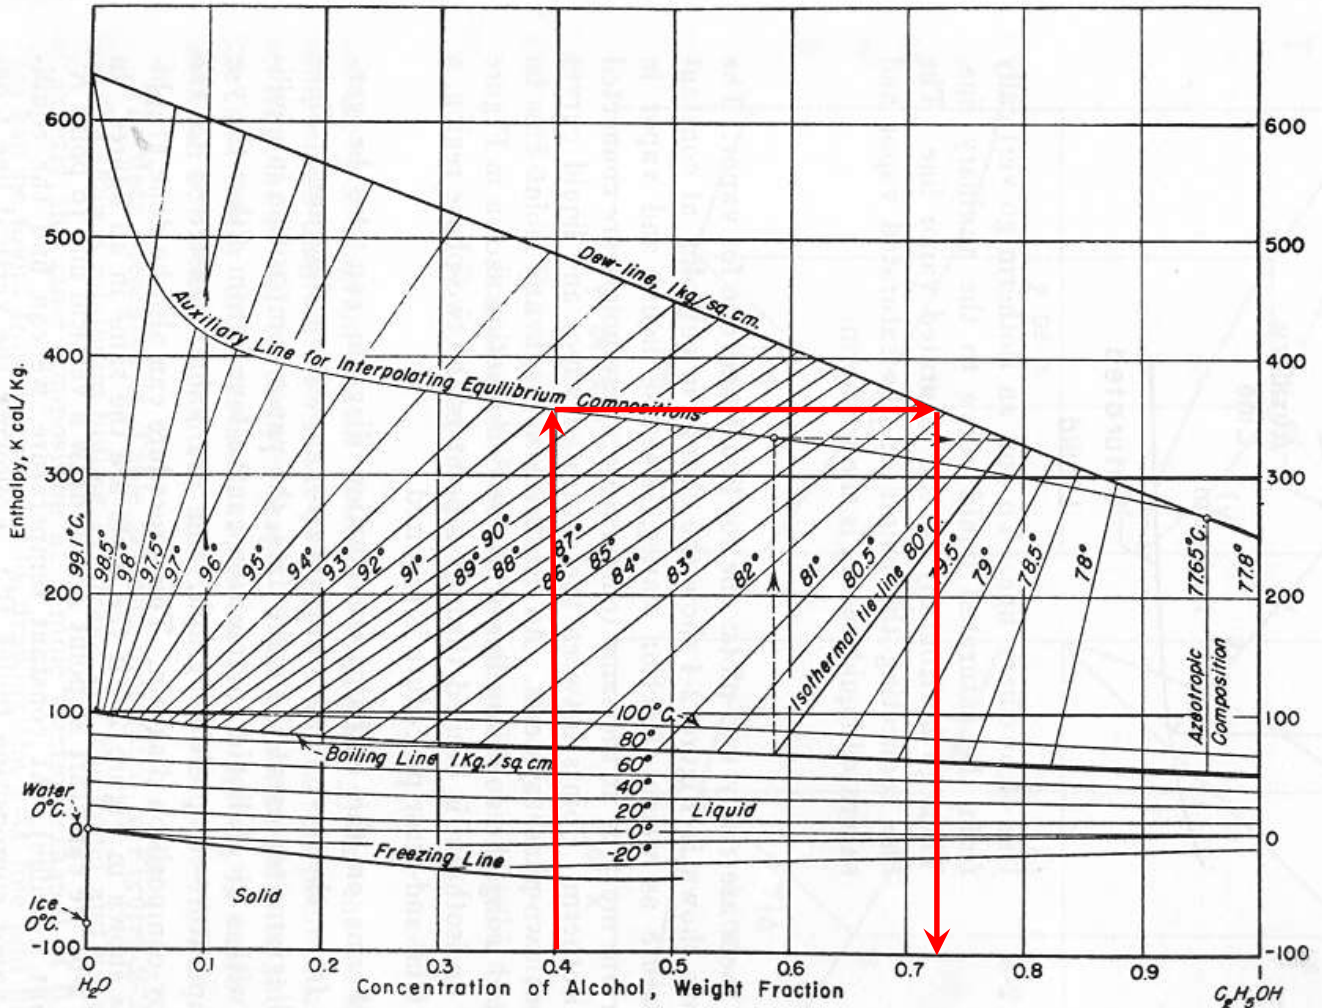 600
500
400
300
200
100
0
-100
600
500
400
300
200
100
0
-100
Enthalpy, K cal/Kg.
Dew-line, 1kg/sq.cm.
Auxiliary Line for Interpolating Equilibrium Compositions
99.1°C.
98.5°
98°
97.5°
97°
96°
95°
94°
93°
92°
91°
90°
89°
88°
87°
86°
85°
84°
83°
82°
81°
80.5°
Isothermal tie-line 80°C.
79.5°
79°
78.5°
78°
77.65°C
77.8°
Azeotropic
Composition
100°C.
80°
Boiling Line 1Kg./sq.cm.
60°
40°
20°
0°
-20°
Liquid
Water
0°C.
Freezing Line
Solid
Ice
0°C.
0
0.1
0.2
0.3
0.4
0.5
0.6
0.7
0.8
0.9
1
H₂O
Concentration of Alcohol, Weight Fraction
C₂H₅OH